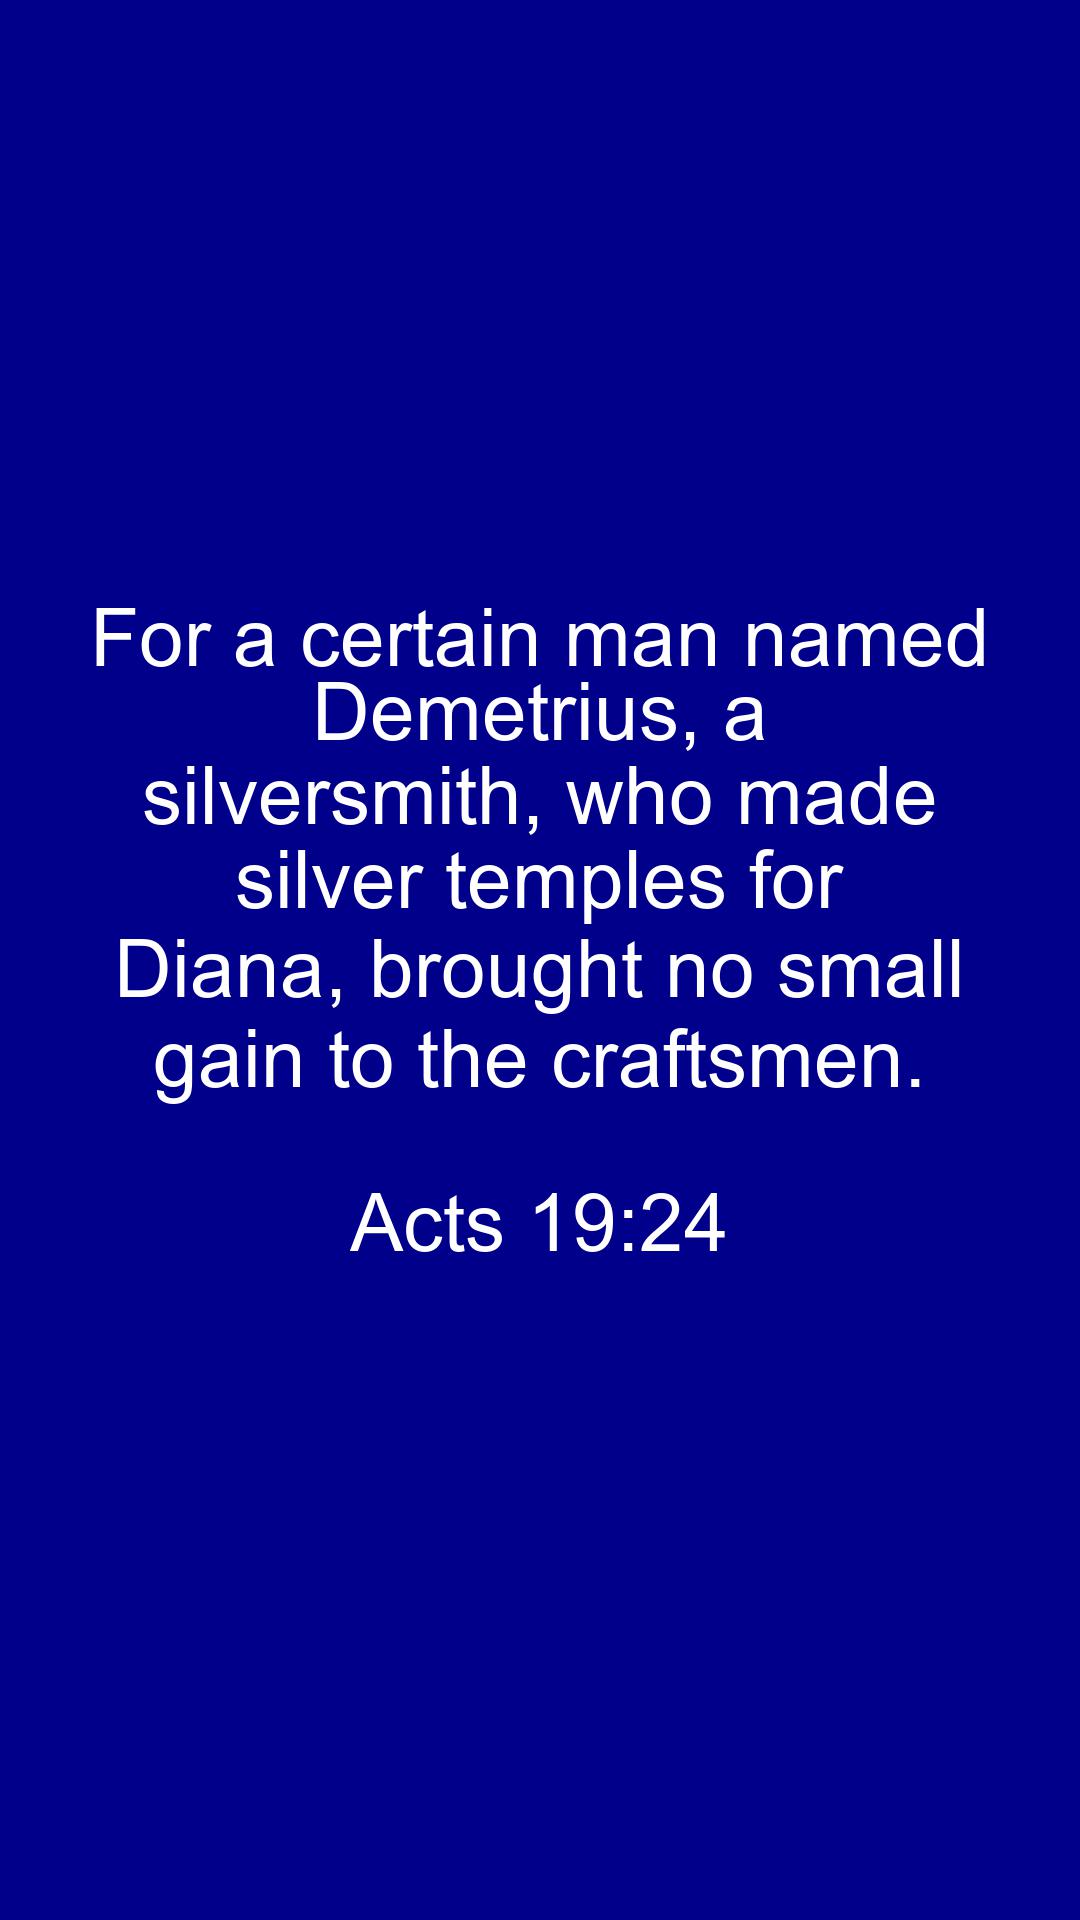 For a certain man named
Demetrius, a
silversmith, who made
silver temples for
Diana, brought no small
gain to the craftsmen.
Acts 19:24